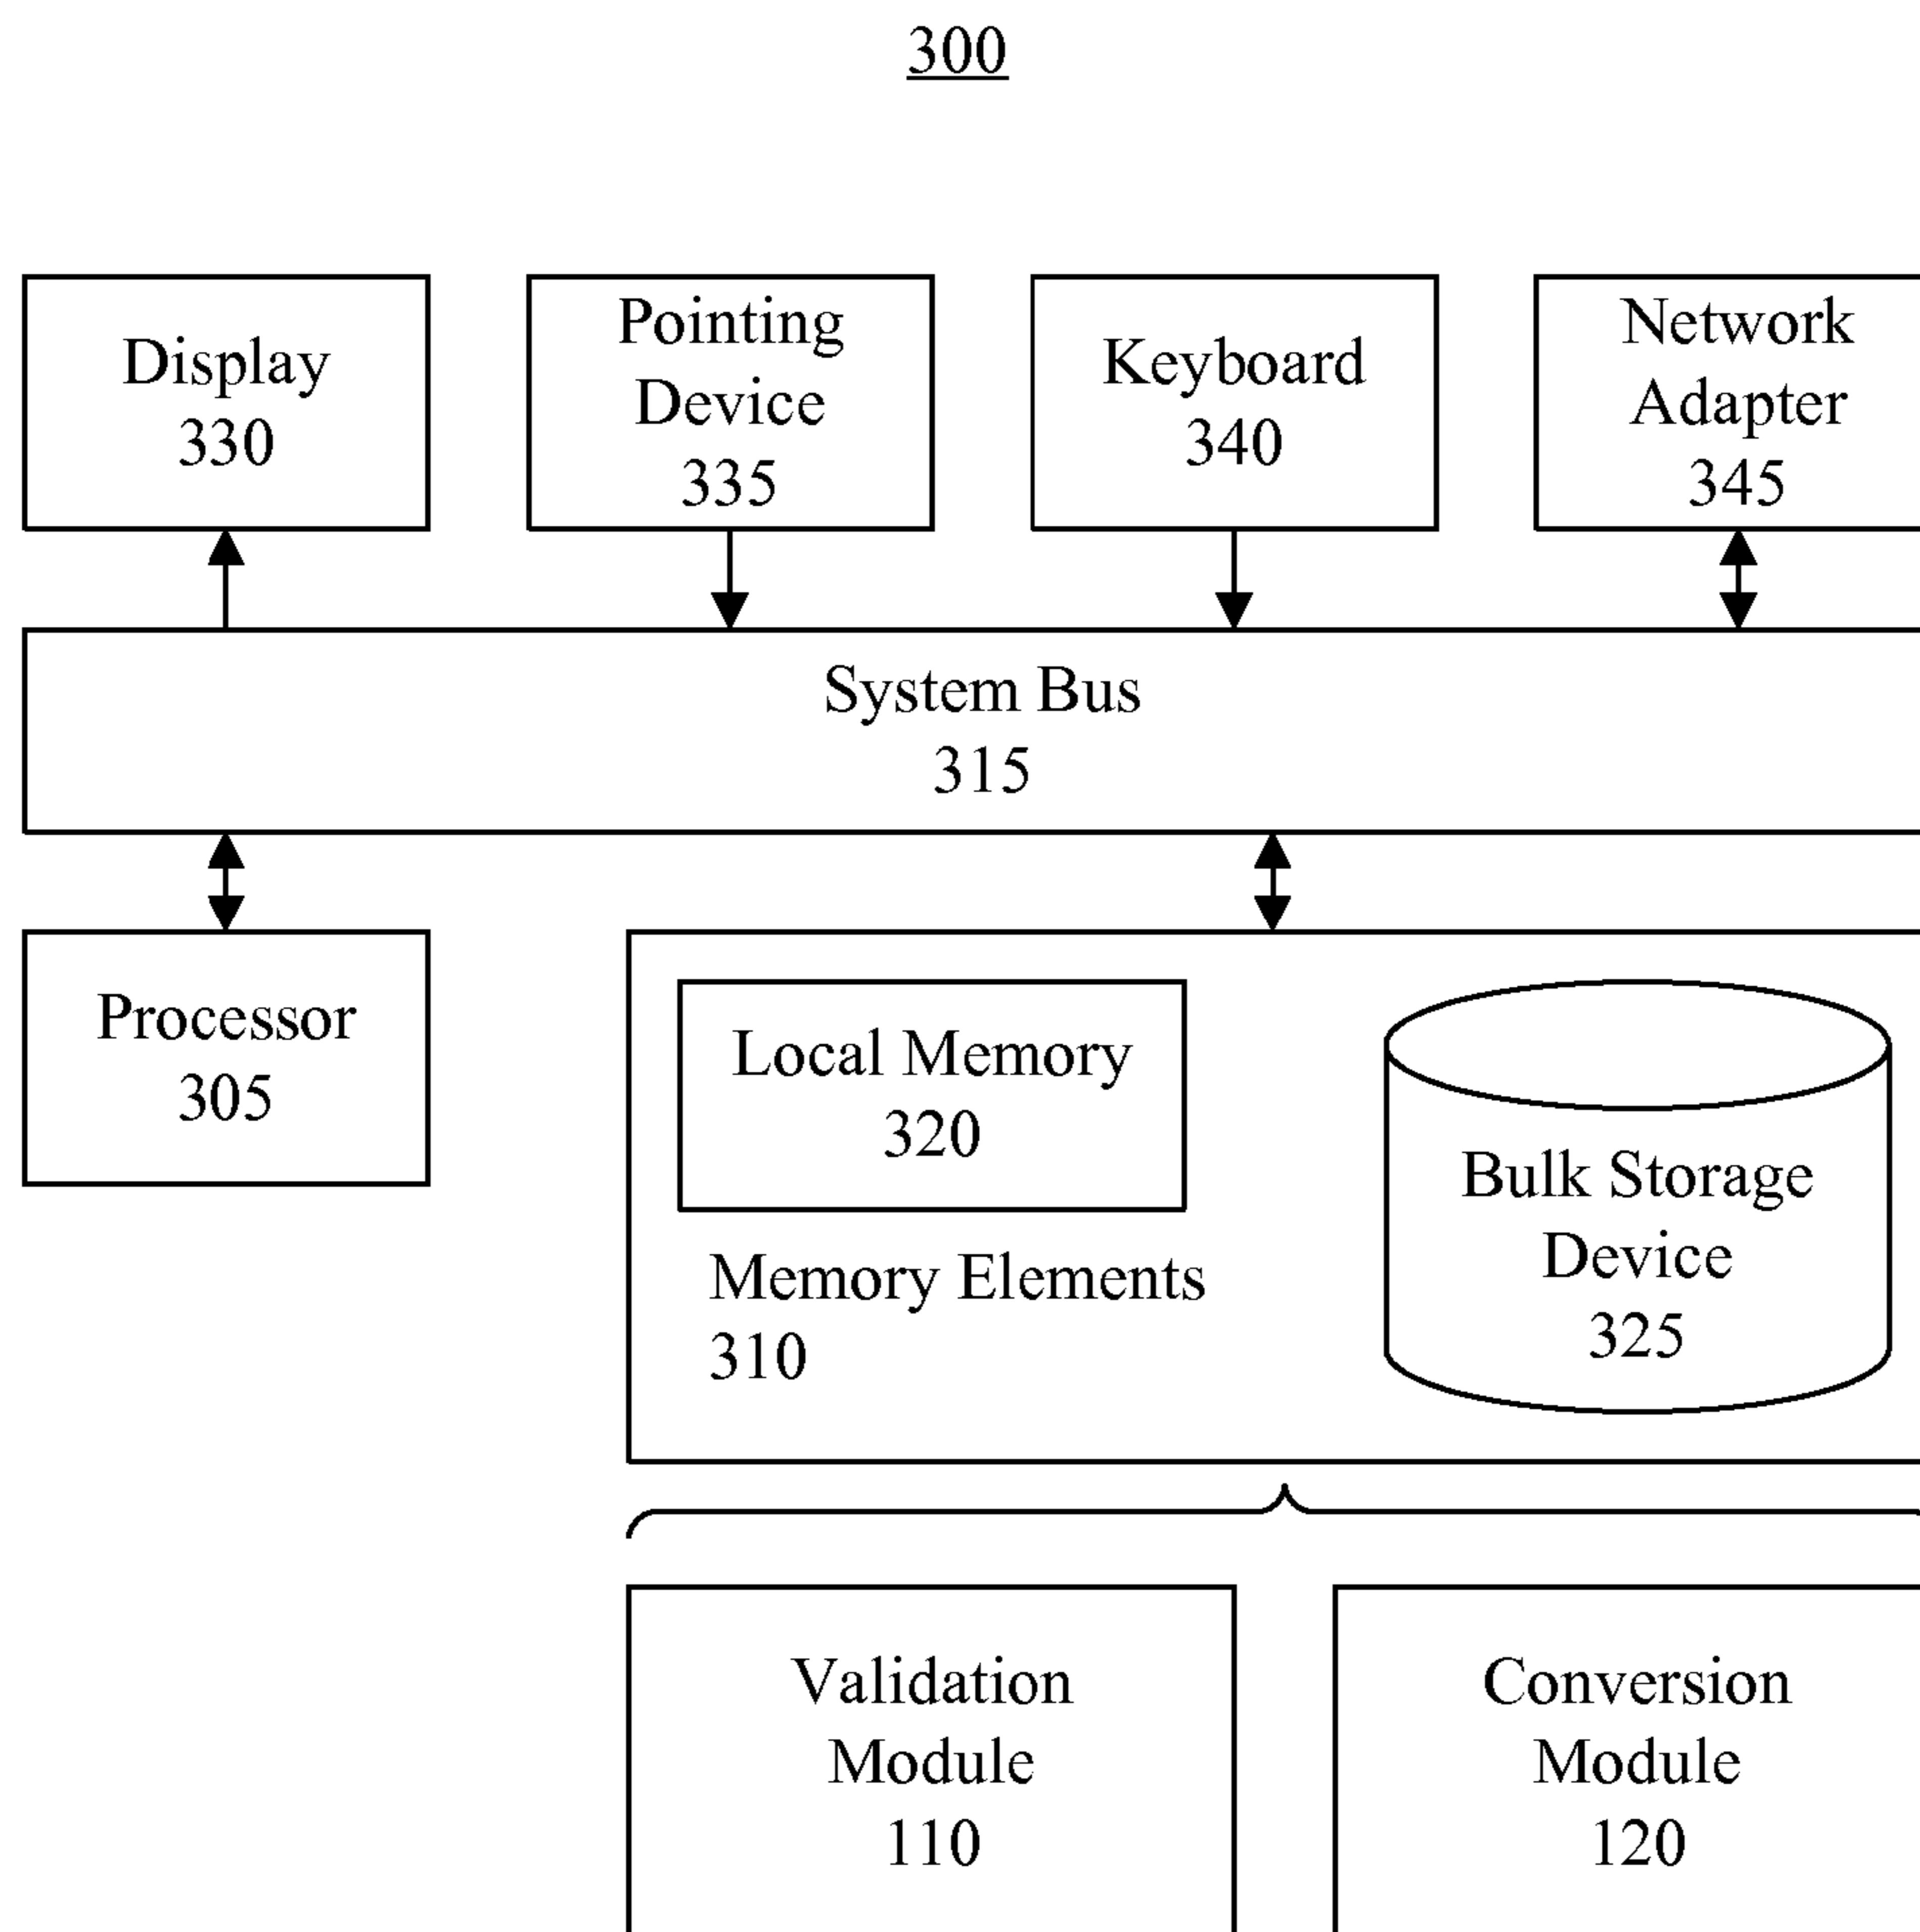 300
Display
330
Pointing
Device
335
Keyboard
340
Network
Adapter
345
System Bus
315
Processor
305
Local Memory
320
Memory Elements
310
Bulk Storage
Device
325
Validation
Module
110
Conversion
Module
120